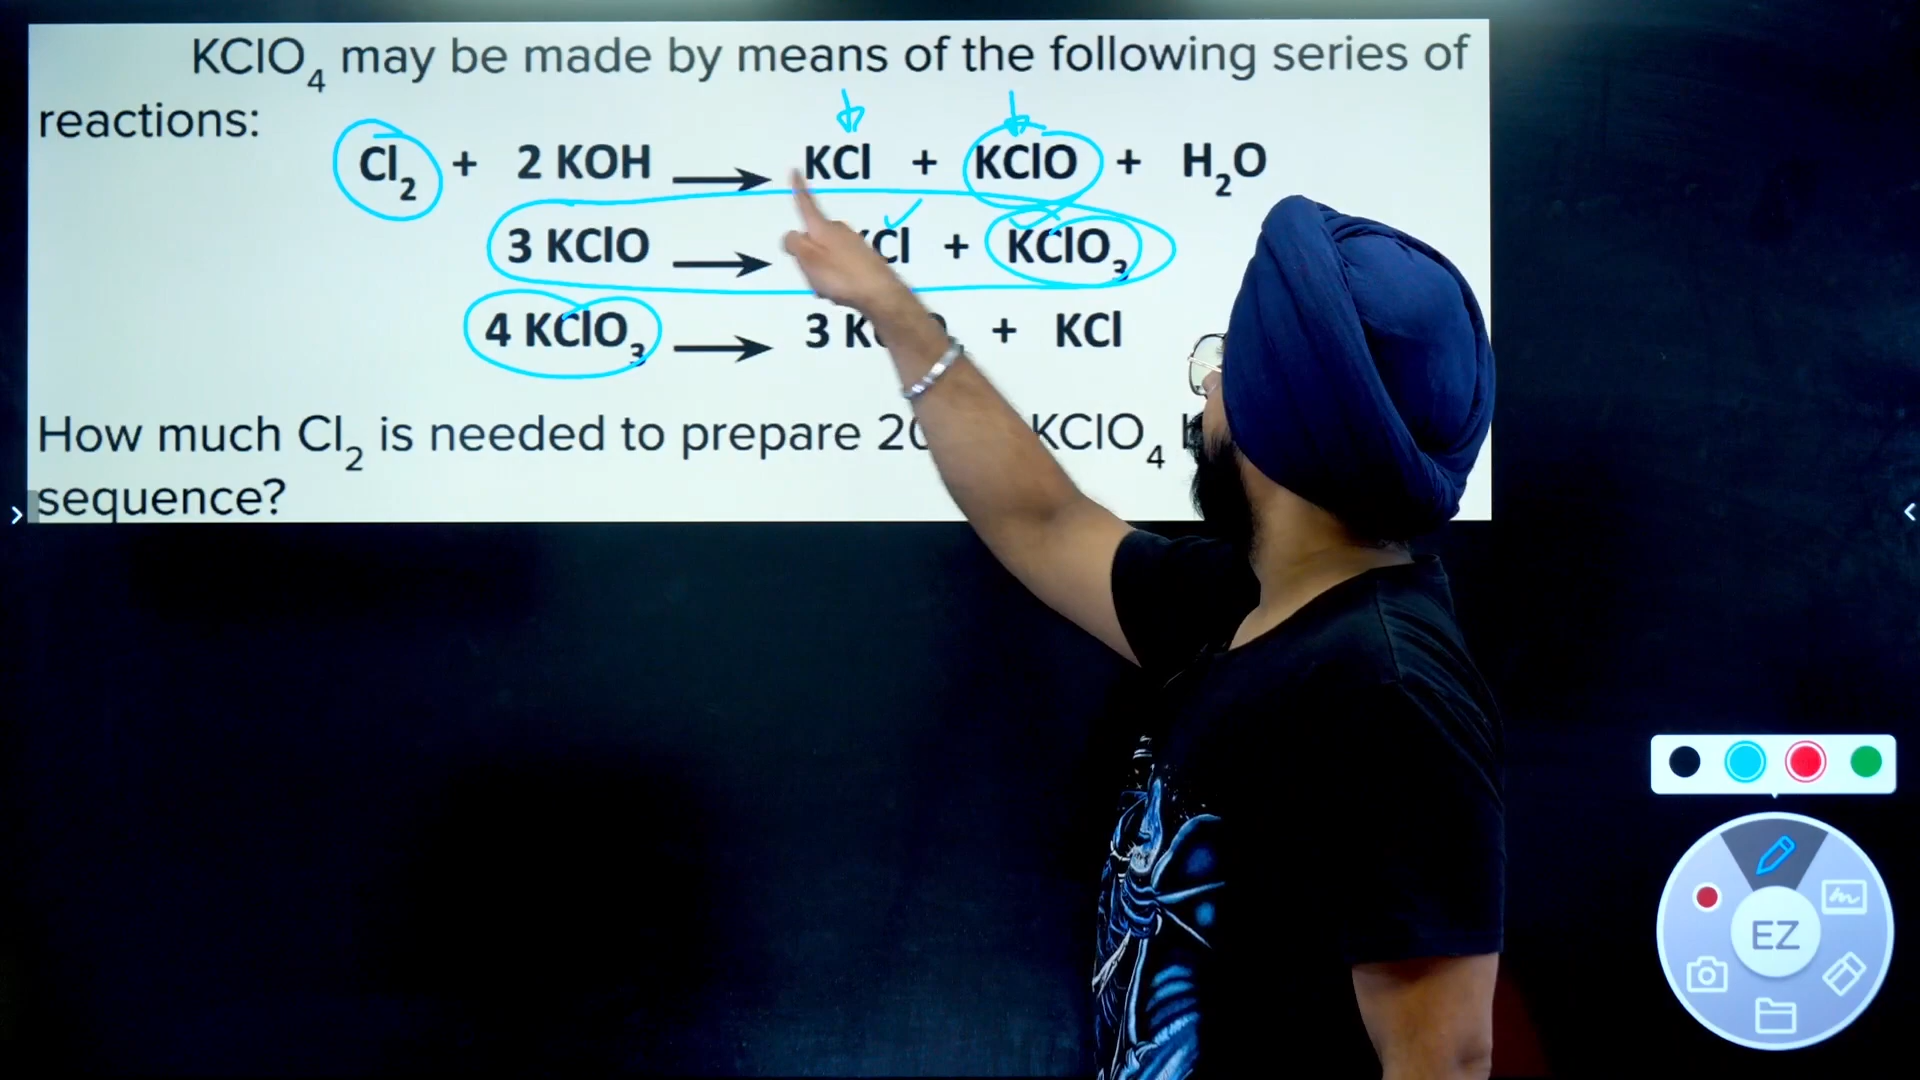 KClO4 may be made by means of the following series of
reactions:
Cl2 + 2 KOH → KCl + KClO + H2O
3 KClO → Cl + KClO3
4 KClO3 → 3 K + KCl
How much Cl2 is needed to prepare 20 KClO4
sequence?
EZ